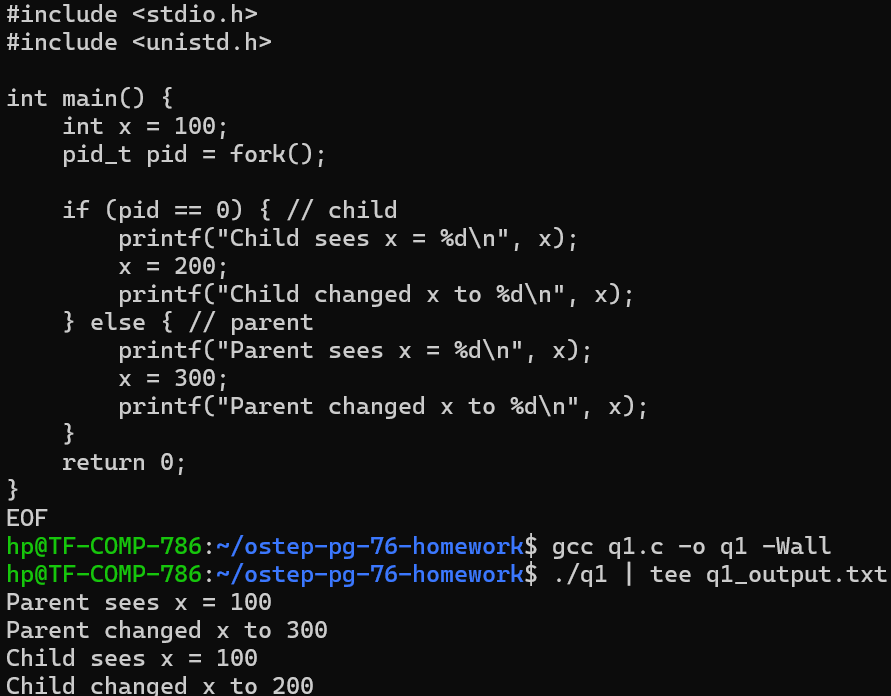 #include <stdio.h>
#include <unistd.h>

int main() {
    int x = 100;
    pid_t pid = fork();

    if (pid == 0) { // child
        printf("Child sees x = %d\n", x);
        x = 200;
        printf("Child changed x to %d\n", x);
    } else { // parent
        printf("Parent sees x = %d\n", x);
        x = 300;
        printf("Parent changed x to %d\n", x);
    }
    return 0;
}
EOF
hp@TF-COMP-786:~/ostep-pg-76-homework$ gcc q1.c -o q1 -Wall
hp@TF-COMP-786:~/ostep-pg-76-homework$ ./q1 | tee q1_output.txt
Parent sees x = 100
Parent changed x to 300
Child sees x = 100
Child changed x to 200